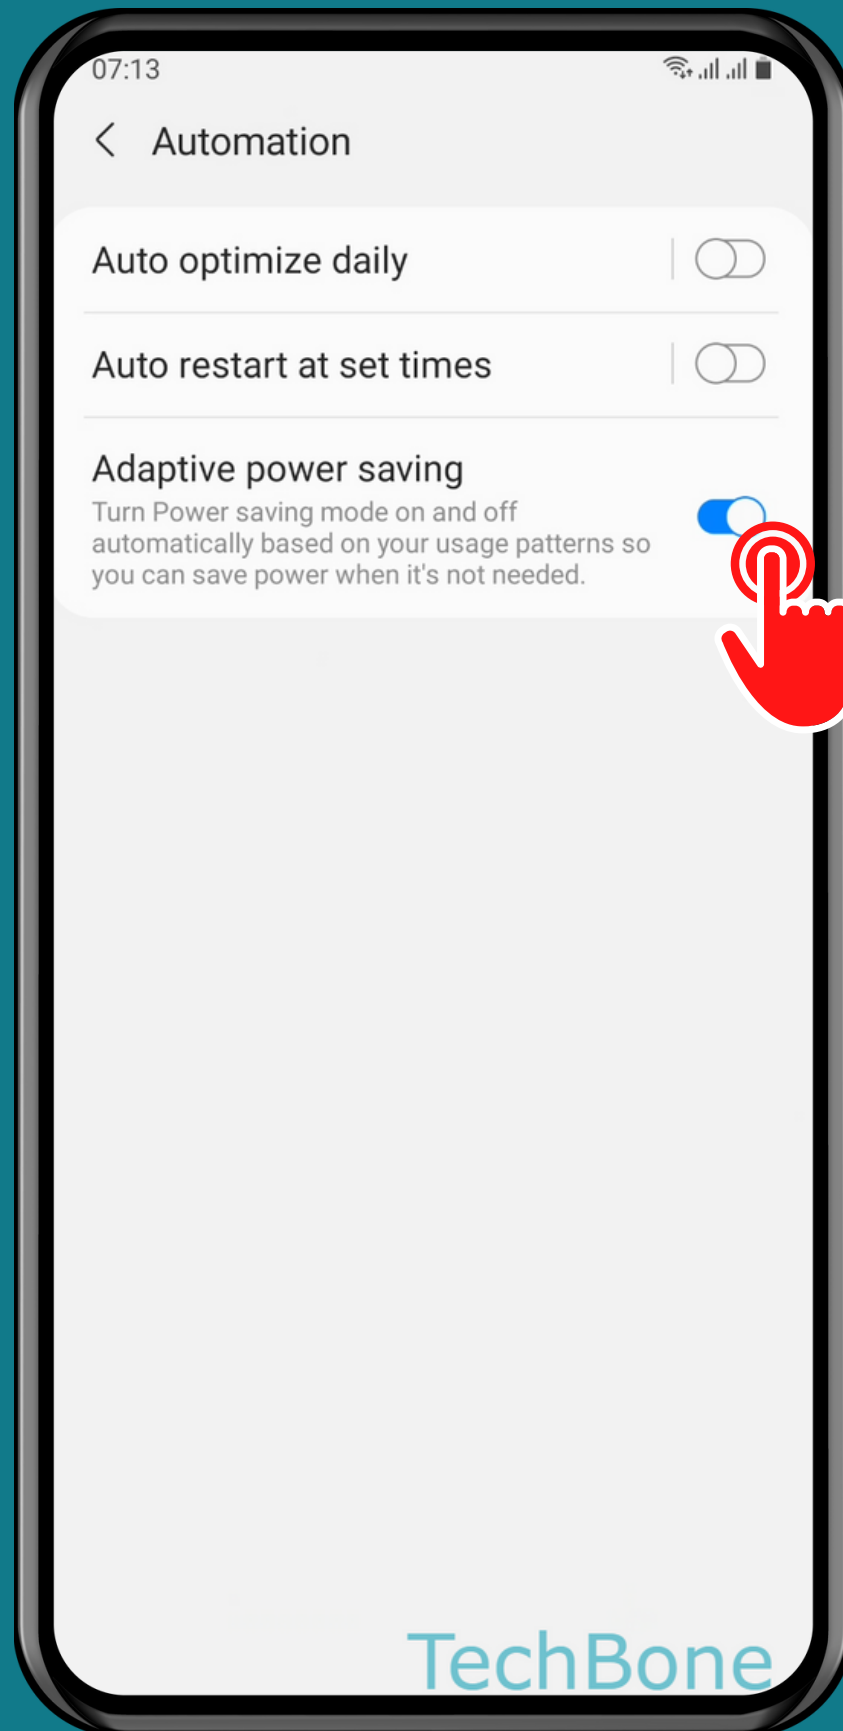 07:13
Automation
Auto optimize daily
Auto restart at set times
Adaptive power saving
Turn Power saving mode on and off
automatically based on your usage patterns so
you can save power when it's not needed.
TechBone